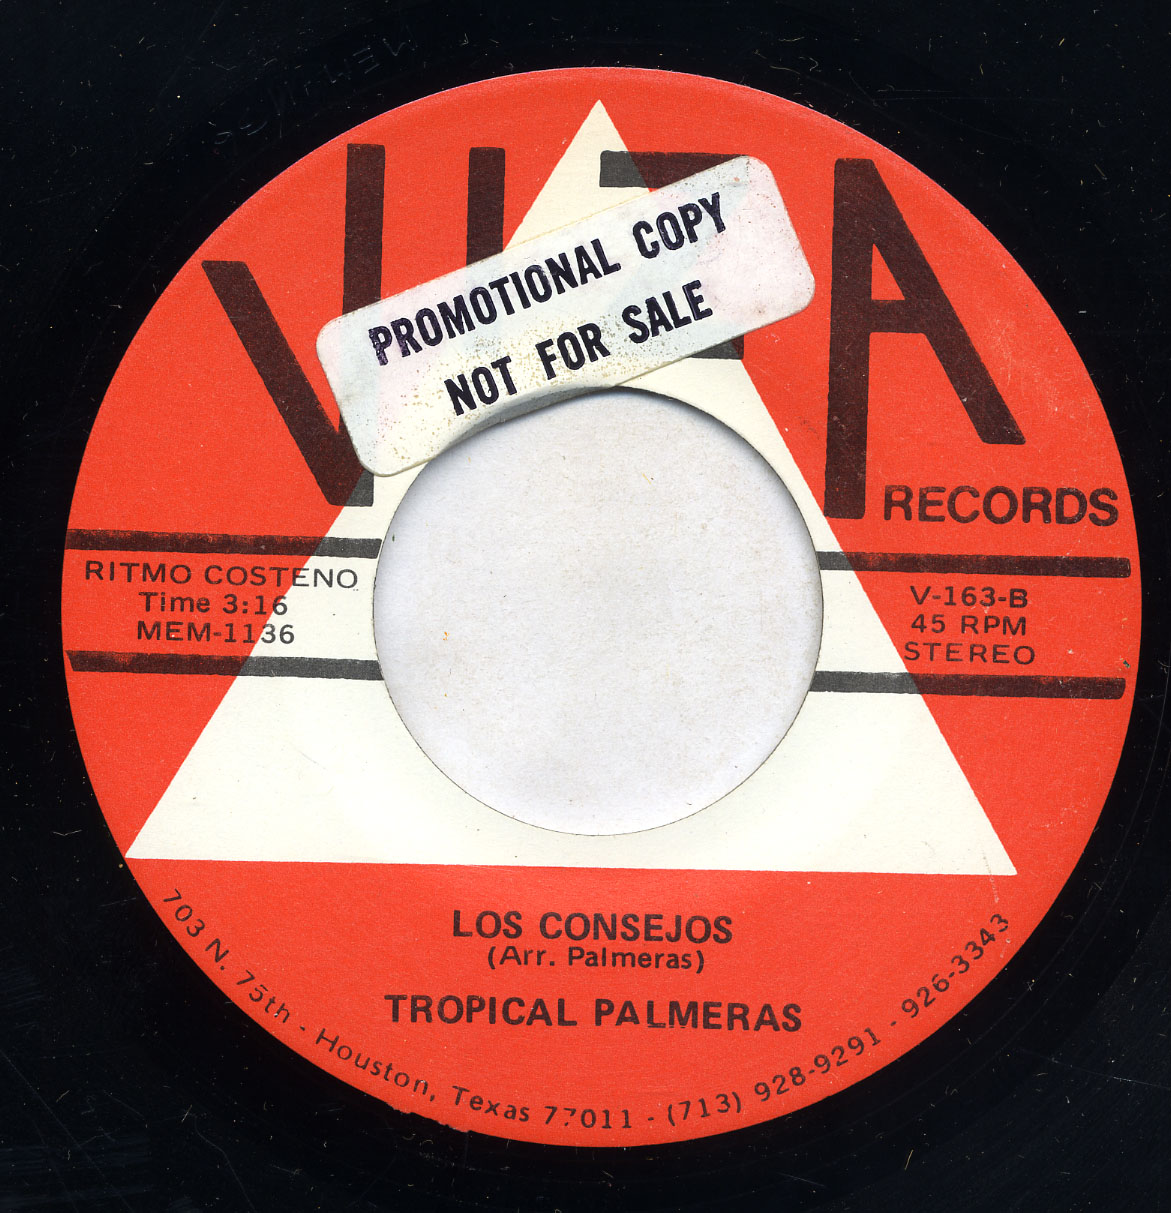 VIZA
RECORDS
PROMOTIONAL COPY
NOT FOR SALE
RITMO COSTENO
Time 3:16
MEM-1136
V-163-B
45 RPM
STEREO
LOS CONSEJOS
(Arr. Palmeras)
TROPICAL PALMERAS
703 N. 75th - Houston, Texas 77011 - (713) 928-9291 - 926-3343